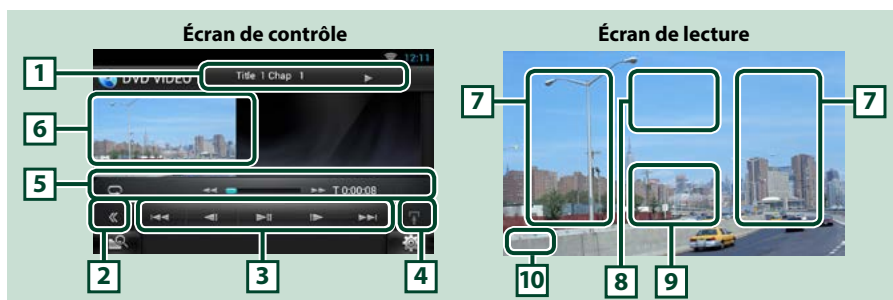 Écran de contrôle
Écran de lecture
12:11
1
DVD VIDEO
Title 1 Chap 1
7
7
6
8
5
T 0:00:08
2
3
4
10
8
9